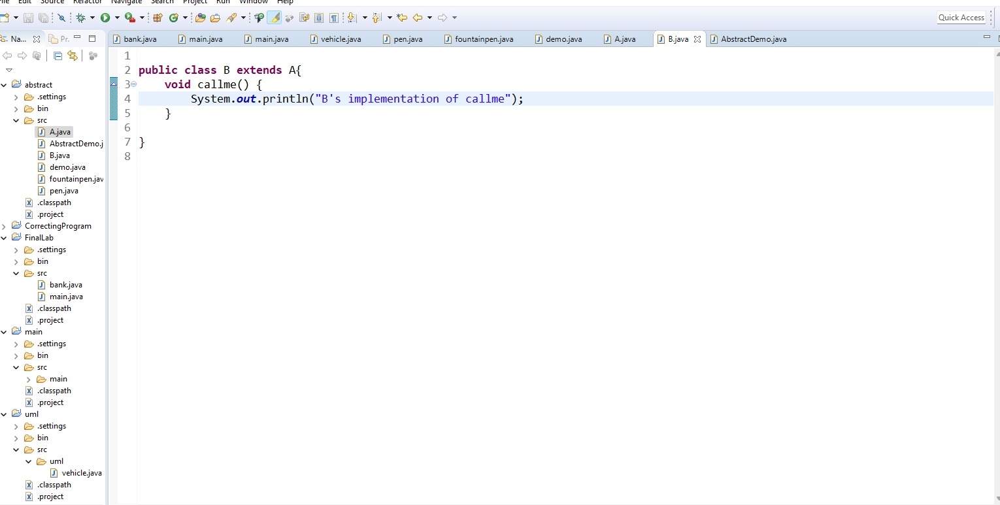 File Edit Source Refactor Navigate Search Project Run Window Help
Quick Access
Na... Pr.
bank.java main.java main.java vehicle.java pen.java fountainpen.java demo.java A.java B.java AbstractDemo.java
1
2 public class B extends A{
3 void callme() {
4 System.out.println("B's implementation of callme");
5 }
6
7 }
8
abstract
.settings
bin
src
A.java
AbstractDemo.j
B.java
demo.java
fountainpen.jav
pen.java
.classpath
.project
CorrectingProgram
FinalLab
.settings
bin
src
bank.java
main.java
.classpath
.project
main
.settings
bin
src
main
.classpath
.project
uml
.settings
bin
src
uml
vehicle.java
.classpath
.project